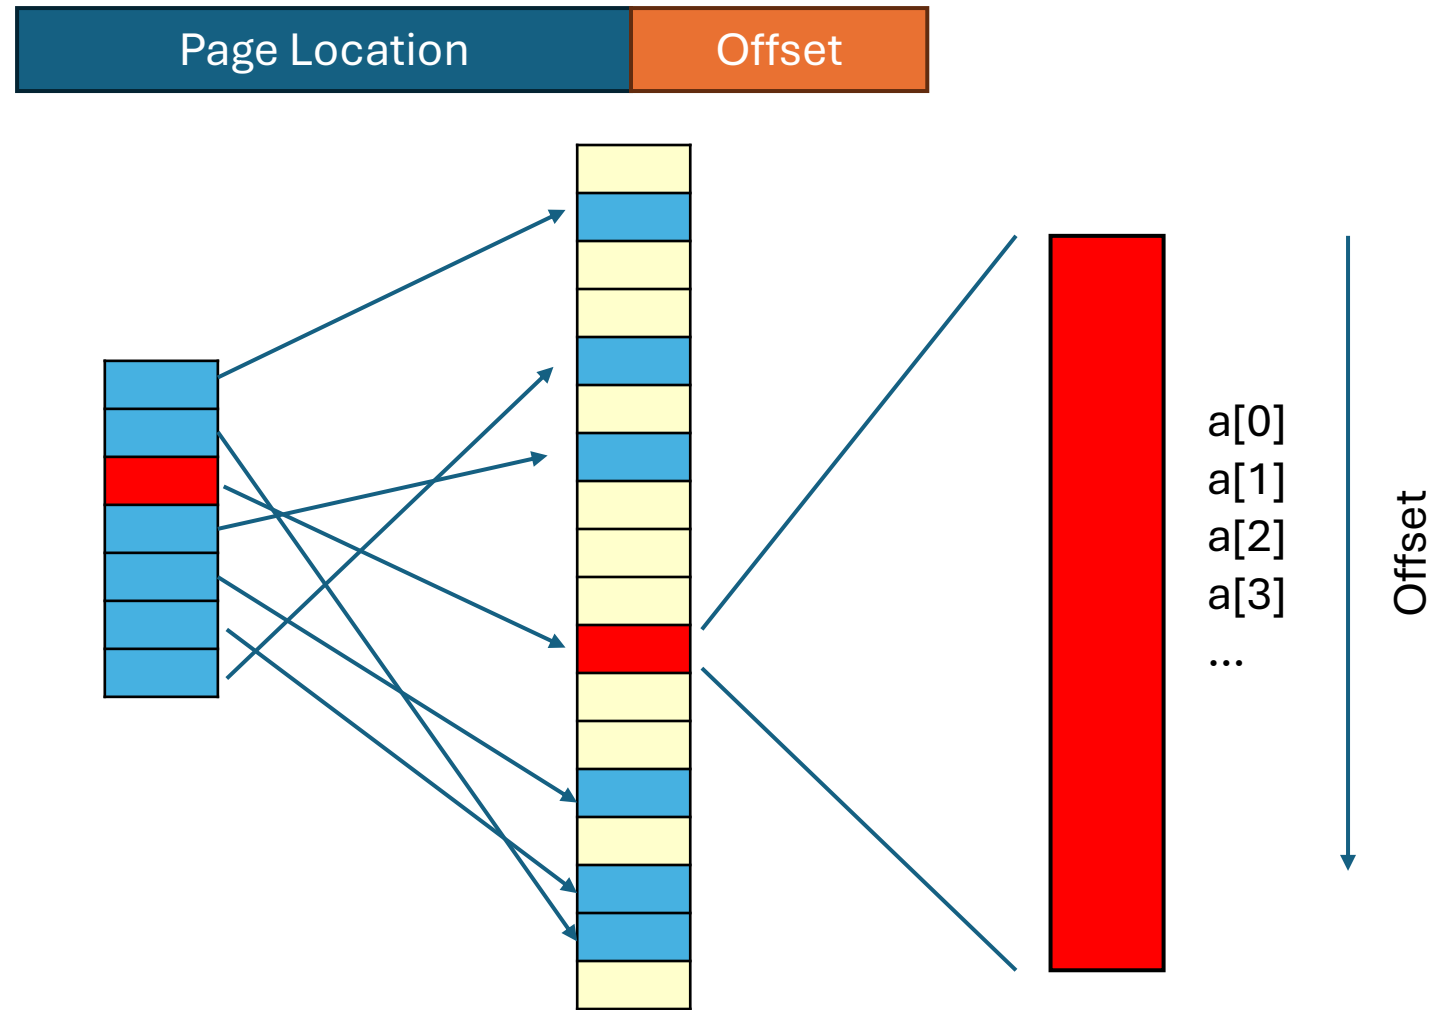 Page Location
Offset
a[0]
a[1]
a[2]
a[3]
...
Offset